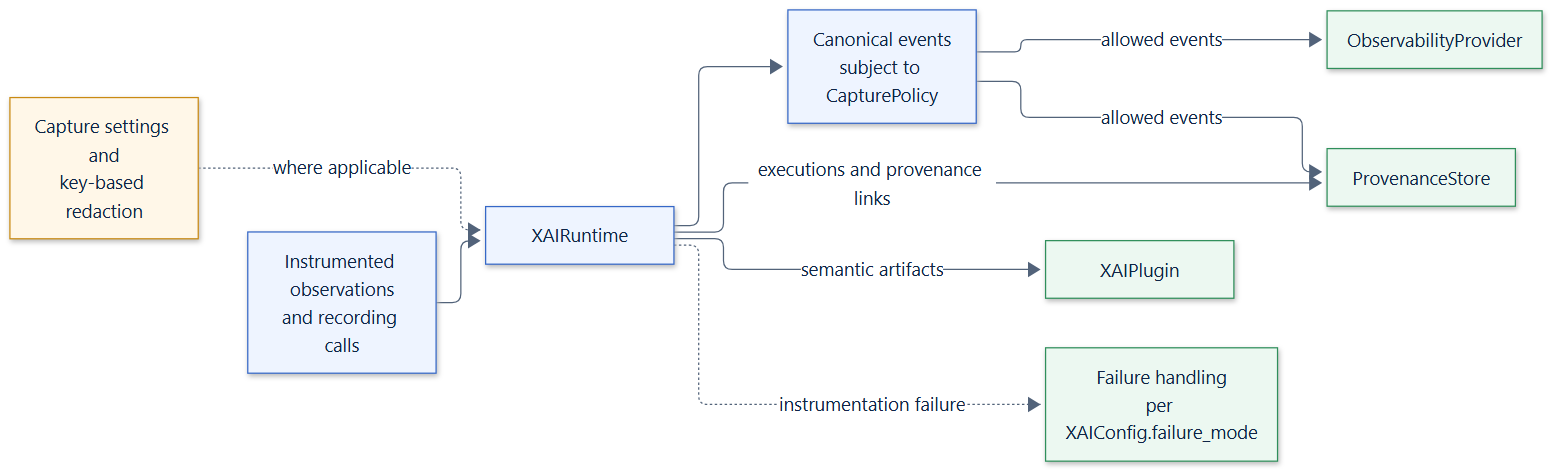 Capture settings
and
key-based
redaction
where applicable
Instrumented
observations
and recording
calls
XAIRuntime
Canonical events
subject to
CapturePolicy
allowed events
ObservabilityProvider
allowed events
executions and provenance
links
ProvenanceStore
semantic artifacts
XAIPlugin
instrumentation failure
Failure handling
per
XAIConfig.failure_mode